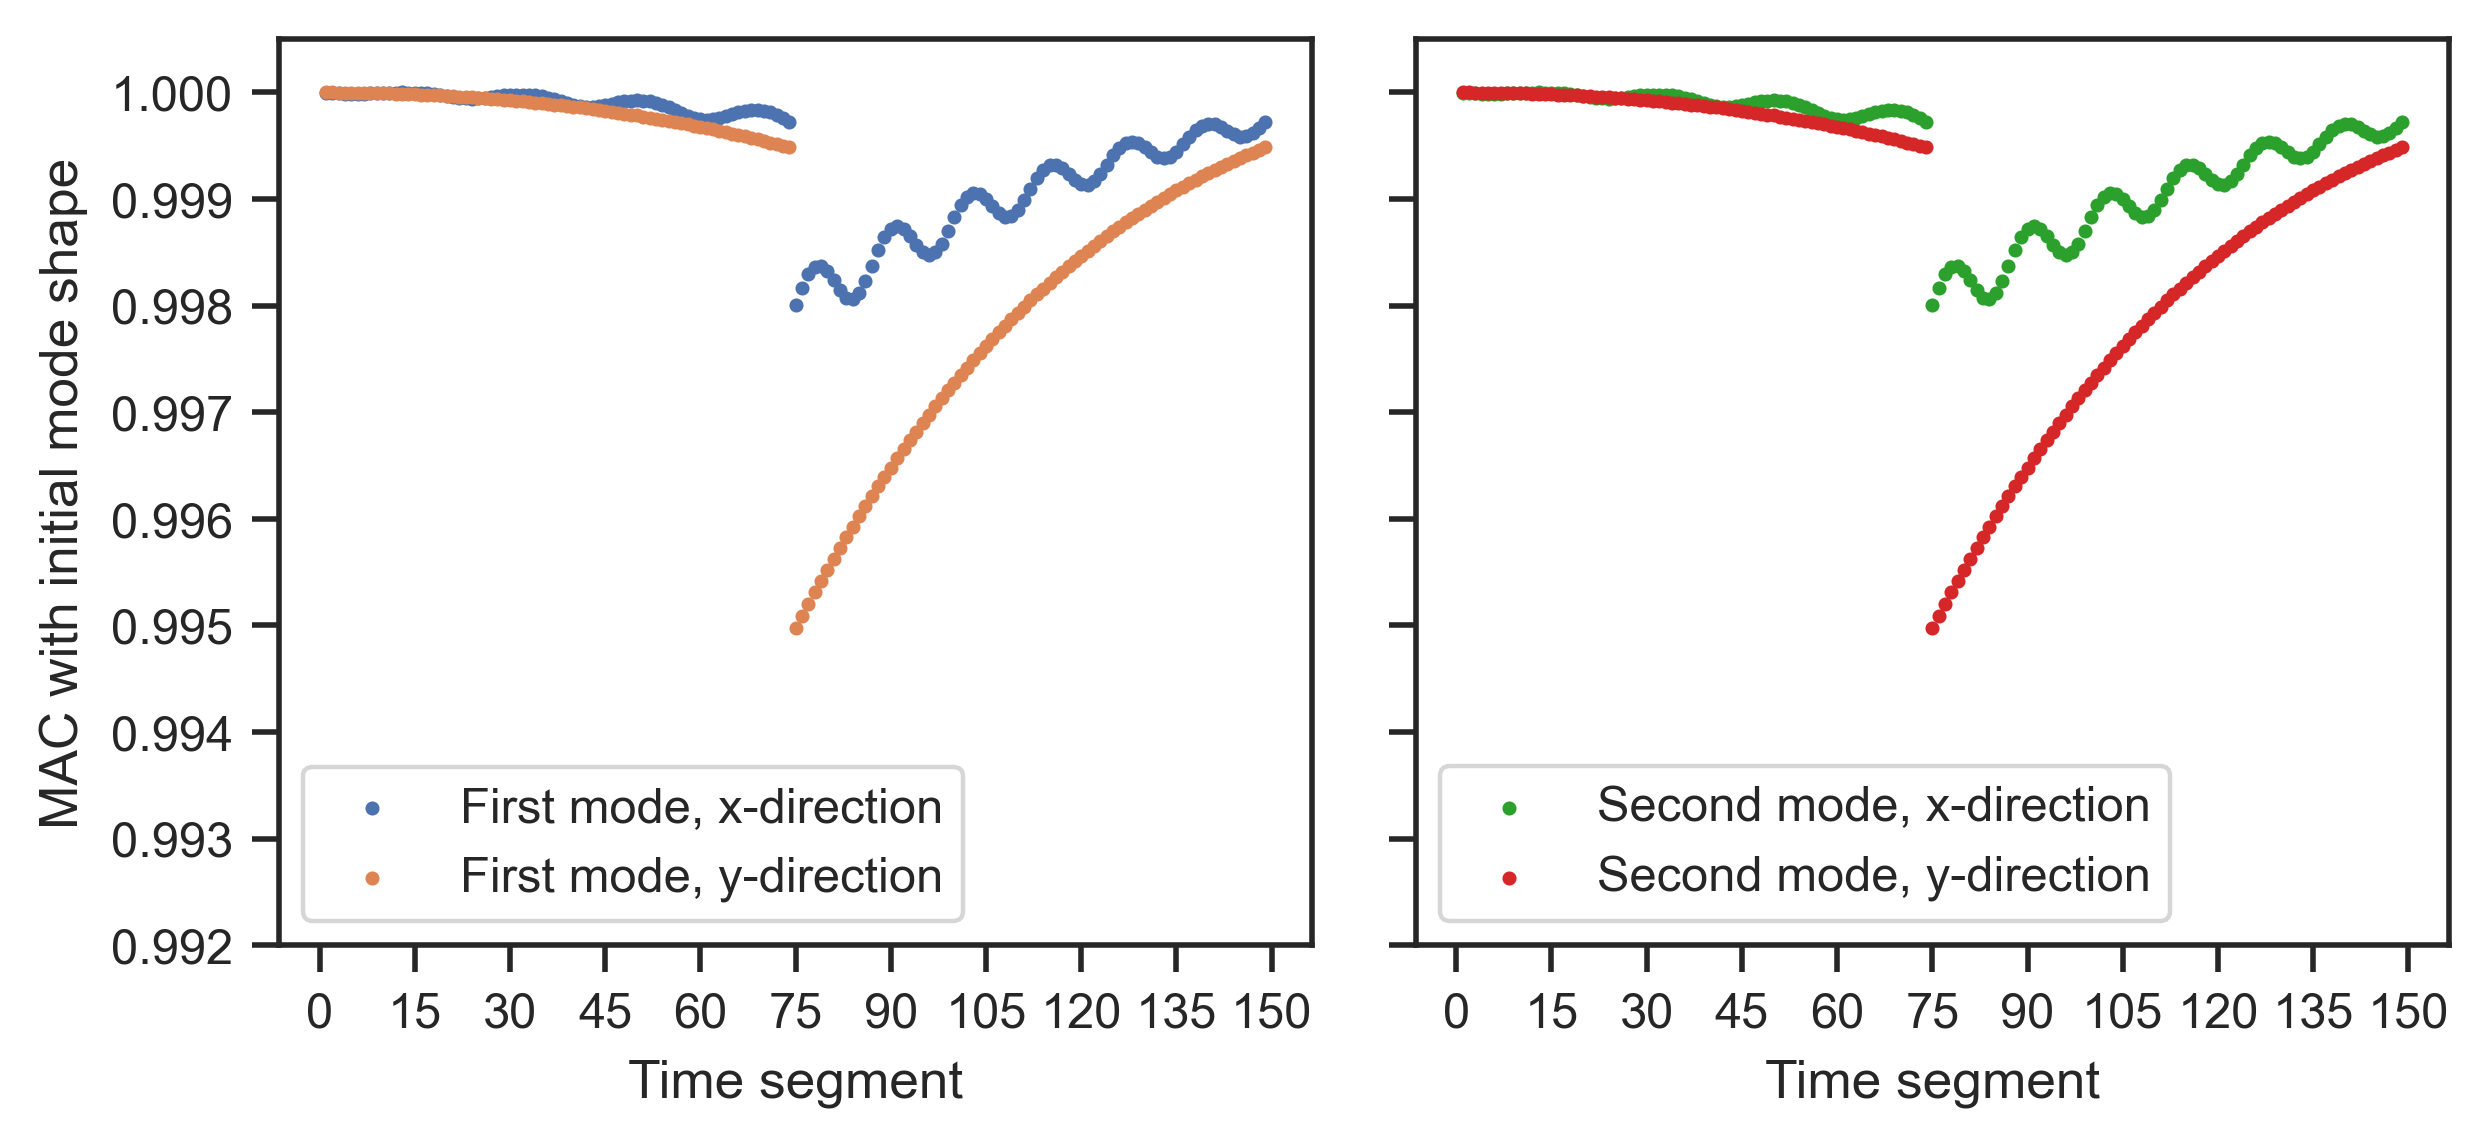 MAC with initial mode shape
1.000
0.999
0.998
0.997
0.996
0.995
0.994
0.993
0.992
First mode, x-direction
First mode, y-direction
0 15 30 45 60 75 90 105 120 135 150
Time segment
Second mode, x-direction
Second mode, y-direction
0 15 30 45 60 75 90 105 120 135 150
Time segment